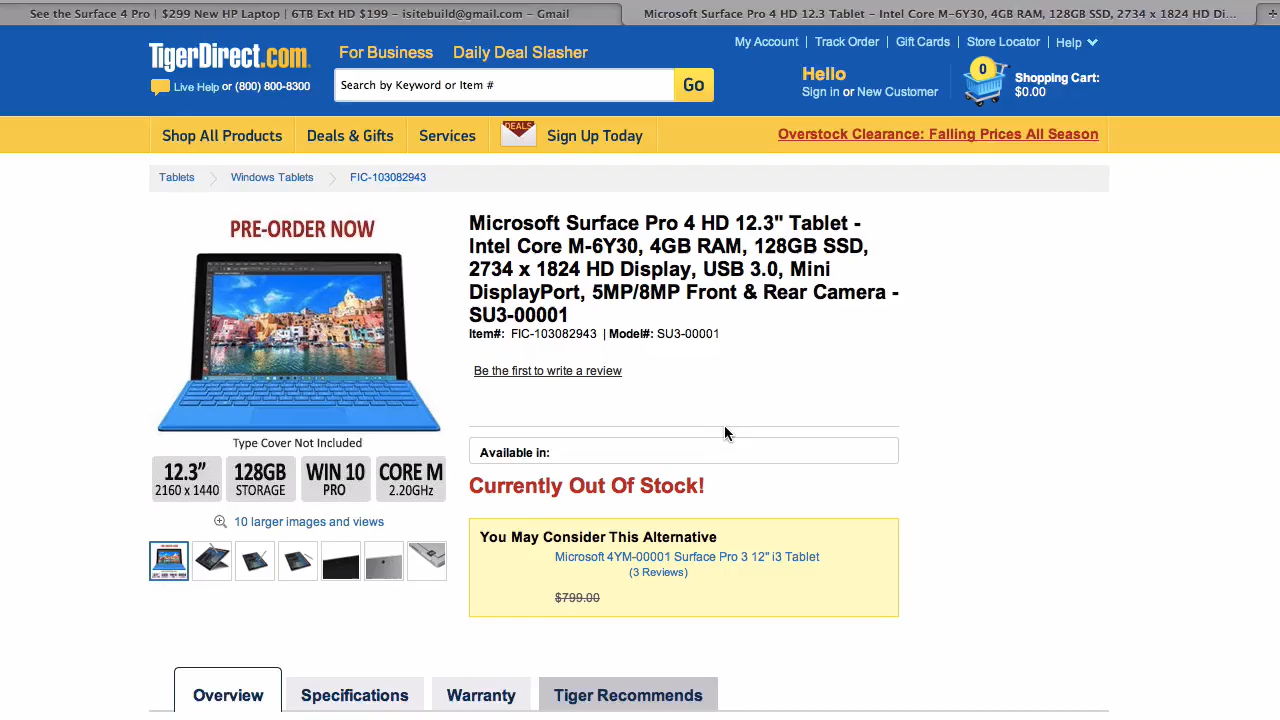 See the Surface 4 Pro | $299 New HP Laptop | 6TB Ext HD $199 – isitebuild@gmail.com – Gmail
Microsoft Surface Pro 4 HD 12.3 Tablet – Intel Core M–6Y30, 4GB RAM, 128GB SSD, 2734 x 1824 HD Di...
My Account | Track Order | Gift Cards | Store Locator | Help
TigerDirect.com
For Business Daily Deal Slasher
Live Help or (800) 800-8300
Search by Keyword or Item #
Go
Hello
Sign in or New Customer
0
Shopping Cart:
$0.00
Shop All Products
Deals & Gifts
Services
DEALS
Sign Up Today
Overstock Clearance: Falling Prices All Season
Tablets
Windows Tablets
FIC-103082943
PRE-ORDER NOW
Type Cover Not Included
12.3” 128GB WIN 10 CORE M
2160 x 1440 STORAGE PRO 2.20GHz
10 larger images and views
Microsoft Surface Pro 4 HD 12.3" Tablet -
Intel Core M-6Y30, 4GB RAM, 128GB SSD,
2734 x 1824 HD Display, USB 3.0, Mini
DisplayPort, 5MP/8MP Front & Rear Camera -
SU3-00001
Item#: FIC-103082943 | Model#: SU3-00001
Be the first to write a review
Available in:
Currently Out Of Stock!
You May Consider This Alternative
Microsoft 4YM-00001 Surface Pro 3 12" i3 Tablet
(3 Reviews)
$799.00
Overview
Specifications
Warranty
Tiger Recommends